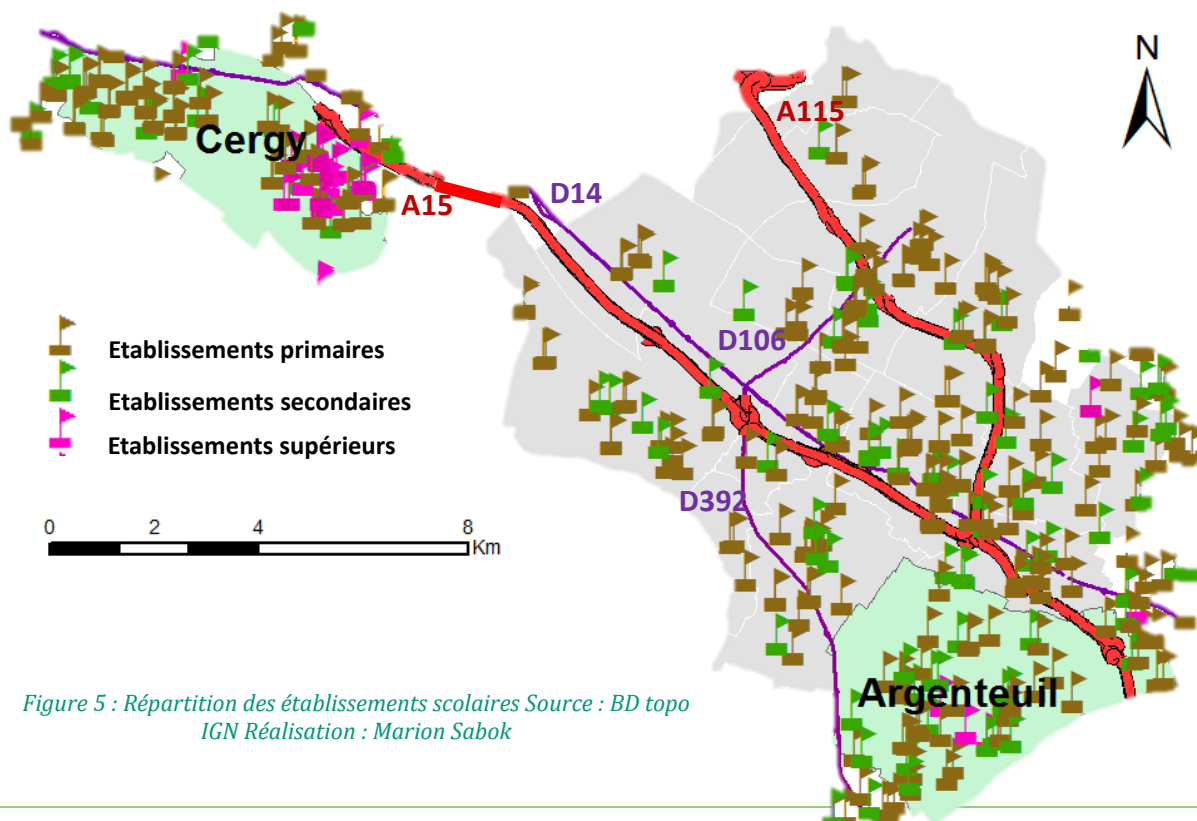 N
A115
Cergy
A15
D14
D106
Etablissements primaires
Etablissements secondaires
Etablissements supérieurs
D392
0 2 4 8
Km
Argenteuil
Figure 5 : Répartition des établissements scolaires Source : BD topo
IGN Réalisation : Marion Sabok